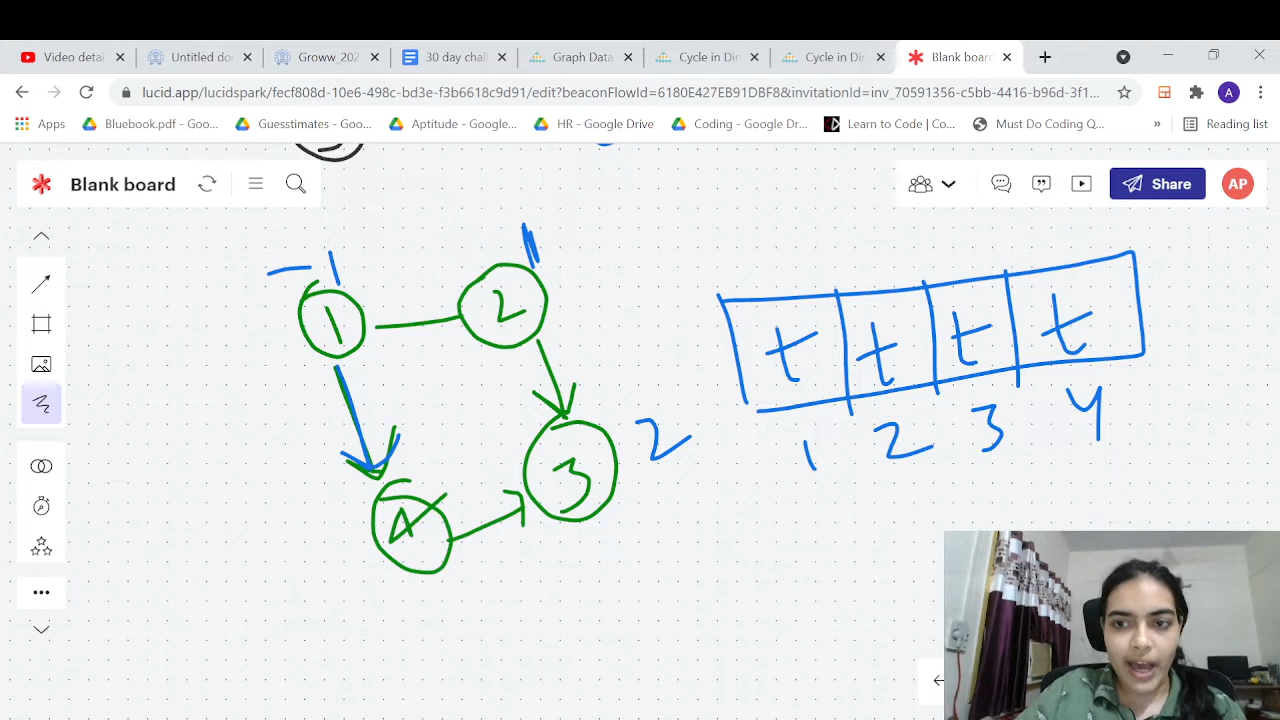 Video detai
Untitled do
Groww_202
30 day chall
Graph Data
Cycle in Dir
Cycle in Dir
Blank board
lucid.app/lucidspark/fecf808d-10e6-498c-bd3e-f3b6618c9d91/edit?beaconFlowId=6180E427EB91DBF8&invitationId=inv_70591356-c5bb-4416-b96d-3f1...
A
Apps
Bluebook.pdf - Goo...
Guesstimates - Goo...
Aptitude - Google...
HR - Google Drive
Coding - Google Dr...
Learn to Code | Co...
Must Do Coding Q...
»
Reading list
Blank board
Share
AP
-1
1
1
2
t t t t
1 2 3 4
3
2
4